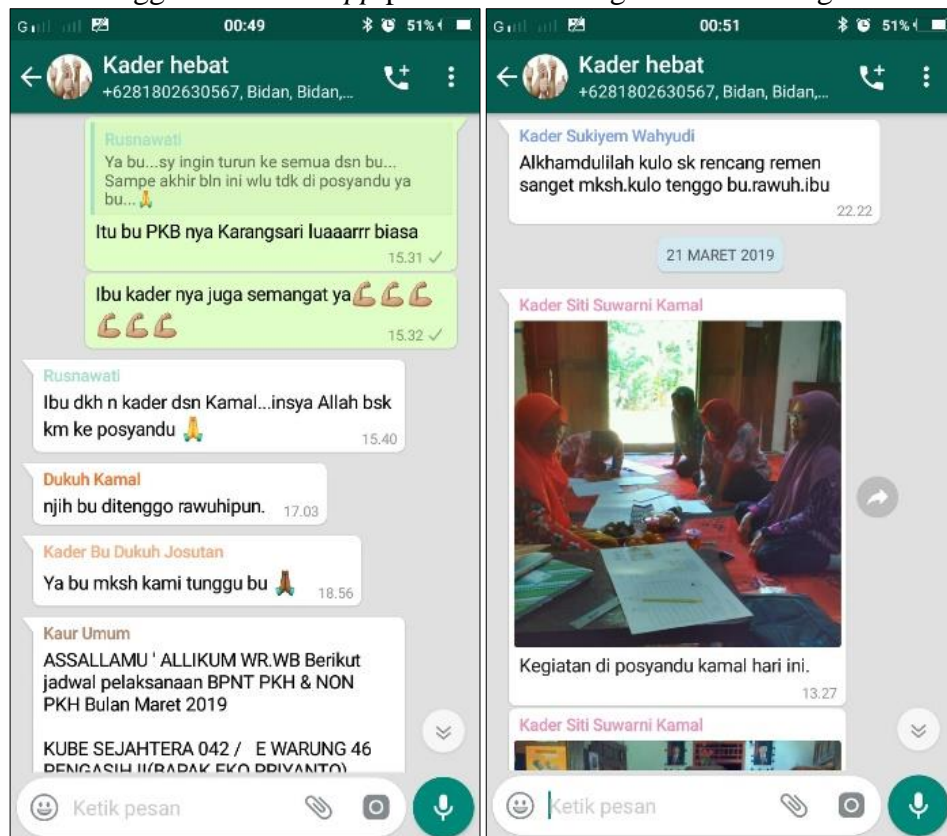 00:49
51%
Kader hebat
+6281802630567, Bidan, Bidan,...
Rusnawati
Ya bu...sy ingin turun ke semua dsn bu...
Sampe akhir bln ini wlu tdk di posyandu ya
bu...🙏
Itu bu PKB nya Karangsari luaaarrr biasa
15.31
Ibu kader nya juga semangat ya💪💪💪
💪💪💪
15.32
Rusnawati
Ibu dkh n kader dsn Kamal...insya Allah bsk
km ke posyandu 🙏
15.40
Dukuh Kamal
njih bu ditenggo rawuhipun.
17.03
Kader Bu Dukuh Josutan
Ya bu mksh kami tunggu bu 🙏🏾
18.56
Kaur Umum
ASSALLAMU ' ALLIKUM WR.WB Berikut
jadwal pelaksanaan BPNT PKH & NON
PKH Bulan Maret 2019
KUBE SEJAHTERA 042 / E WARUNG 46
PENGASIH II(BAPAK EKO PRIYANTO)
Ketik pesan
00:51
51%
Kader hebat
+6281802630567, Bidan, Bidan,...
Kader Sukiyem Wahyudi
Alkhamdulilah kulo sk rencang remen
sanget mksh.kulo tenggo bu.rawuh.ibu
22.22
21 MARET 2019
Kader Siti Suwarni Kamal
Kegiatan di posyandu kamal hari ini.
13.27
Kader Siti Suwarni Kamal
Ketik pesan